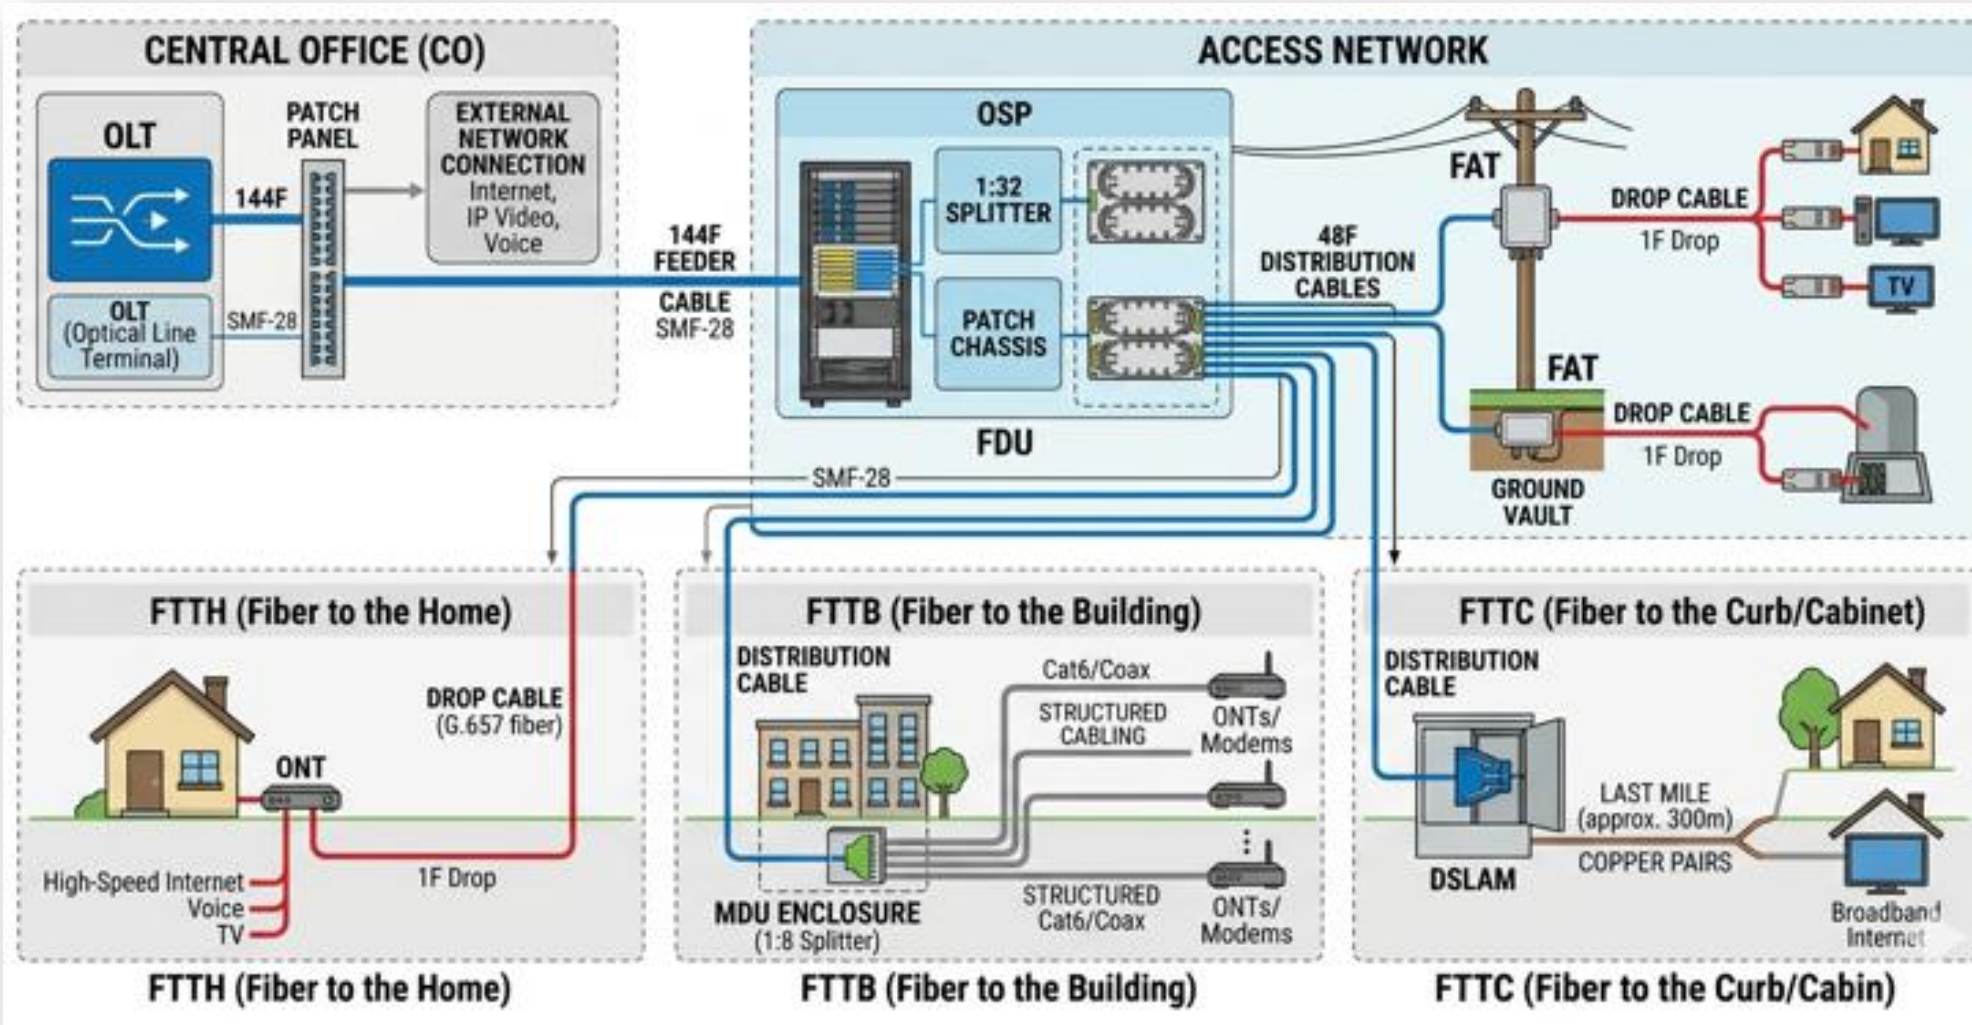 CENTRAL OFFICE (CO)
OLT
144F
OLT
(Optical Line
Terminal)
SMF-28
PATCH
PANEL
EXTERNAL
NETWORK
CONNECTION
Internet,
IP Video,
Voice
144F
FEEDER
CABLE
SMF-28
ACCESS NETWORK
OSP
1:32
SPLITTER
PATCH
CHASSIS
FDU
48F
DISTRIBUTION
CABLES
FAT
DROP CABLE
1F Drop
TV
FAT
DROP CABLE
1F Drop
GROUND
VAULT
SMF-28
FTTH (Fiber to the Home)
DROP CABLE
(G.657 fiber)
ONT
1F Drop
High-Speed Internet
Voice
TV
FTTH (Fiber to the Home)
FTTB (Fiber to the Building)
DISTRIBUTION
CABLE
Cat6/Coax
STRUCTURED
CABLING
ONTs/
Modems
MDU ENCLOSURE
(1:8 Splitter)
STRUCTURED
Cat6/Coax
ONTs/
Modems
FTTB (Fiber to the Building)
FTTC (Fiber to the Curb/Cabinet)
DISTRIBUTION
CABLE
DSLAM
LAST MILE
(approx. 300m)
COPPER PAIRS
Broadband
Internet
FTTC (Fiber to the Curb/Cabin)